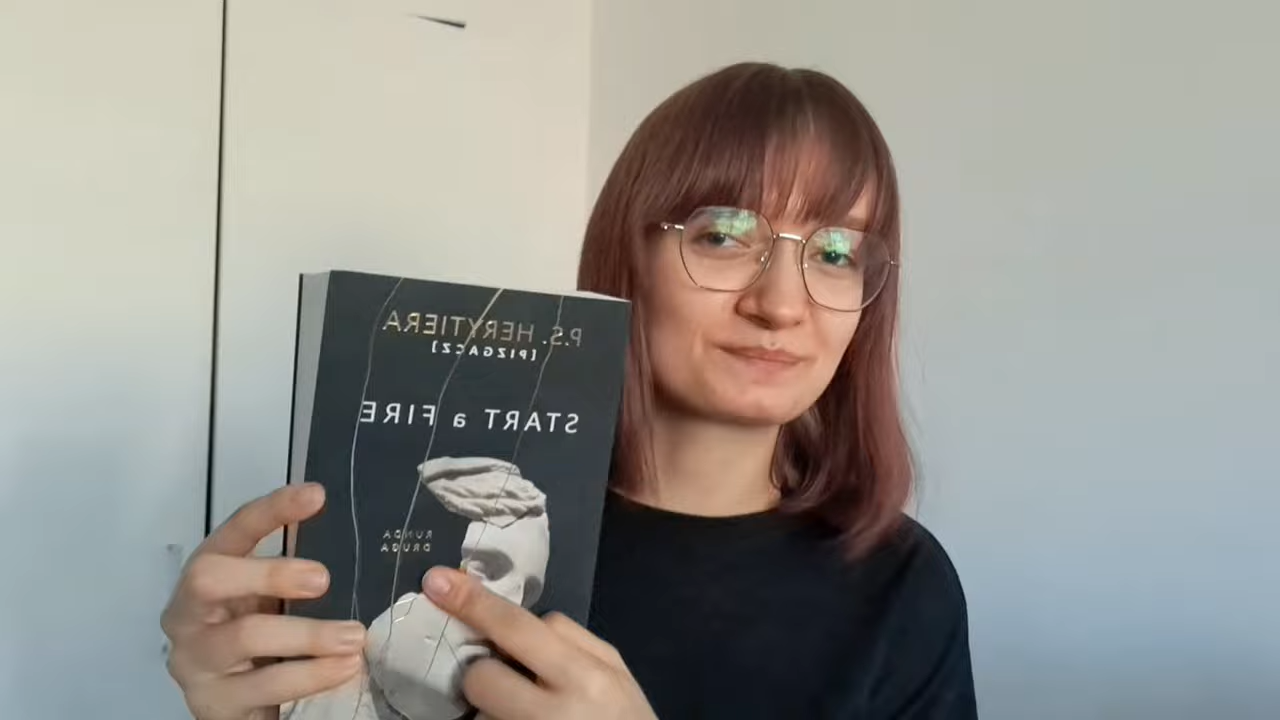 P.S. HERYTIERA
[PIZGACZ]
START a FIRE
RUNDA
DRUGA